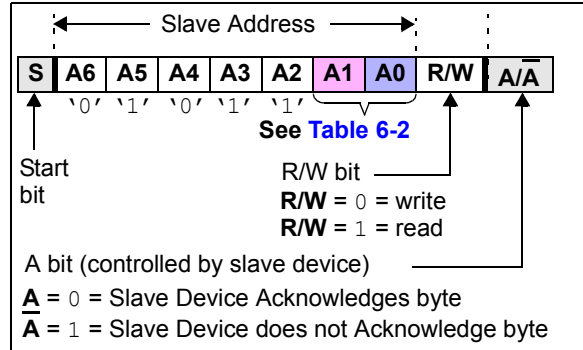 Slave Address
S A6 A5 A4 A3 A2 A1 A0 R/W A/A̅
‘0’ ‘1’ ‘0’ ‘1’ ‘1’
See Table 6-2
Start
bit
R/W bit
R/W = 0 = write
R/W = 1 = read
A bit (controlled by slave device)
A = 0 = Slave Device Acknowledges byte
A̅ = 1 = Slave Device does not Acknowledge byte